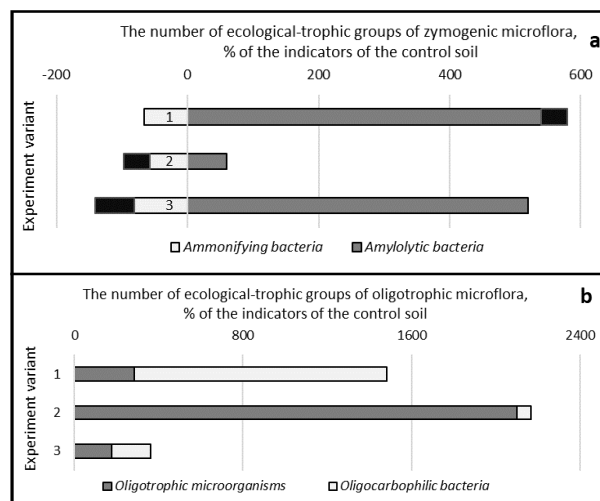 The number of ecological-trophic groups of zymogenic microflora,
% of the indicators of the control soil
a
-200 0 200 400 600
Experiment variant
1
2
3
Ammonifying bacteria Amylolytic bacteria
The number of ecological-trophic groups of oligotrophic microflora,
% of the indicators of the control soil
b
0 800 1600 2400
Experiment variant
1
2
3
Oligotrophic microorganisms Oligocarbophilic bacteria